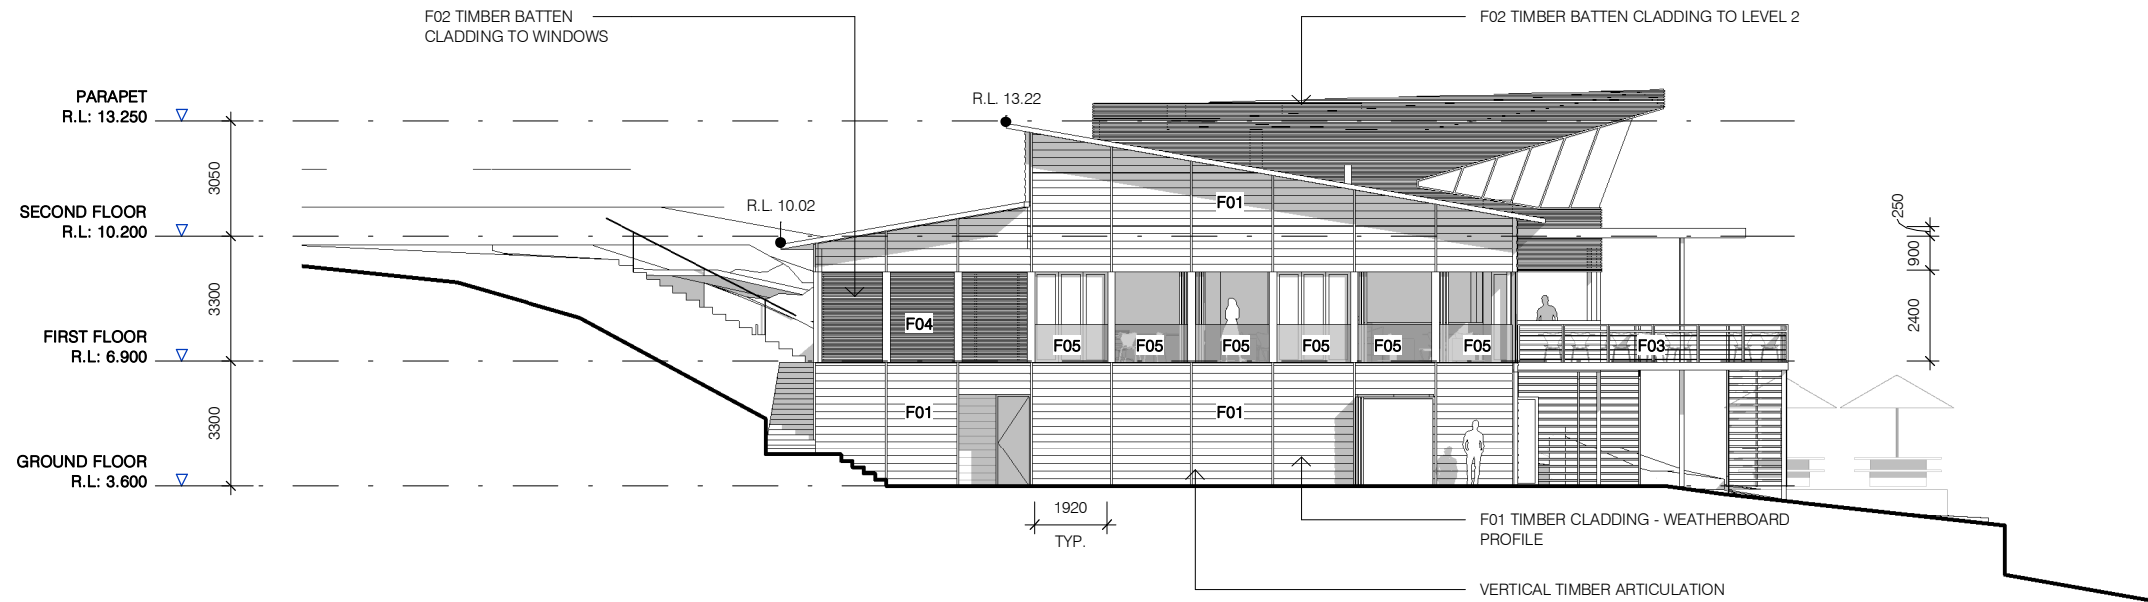 F02 TIMBER BATTEN
CLADDING TO WINDOWS
F02 TIMBER BATTEN CLADDING TO LEVEL 2
PARAPET
R.L: 13.250
R.L. 13.22
3050
SECOND FLOOR
R.L: 10.200
R.L. 10.02
F01
250
900
3300
2400
FIRST FLOOR
R.L: 6.900
F04
F05
F05
F05
F05
F05
F05
F03
3300
F01
F01
GROUND FLOOR
R.L: 3.600
1920
TYP.
F01 TIMBER CLADDING - WEATHERBOARD
PROFILE
VERTICAL TIMBER ARTICULATION